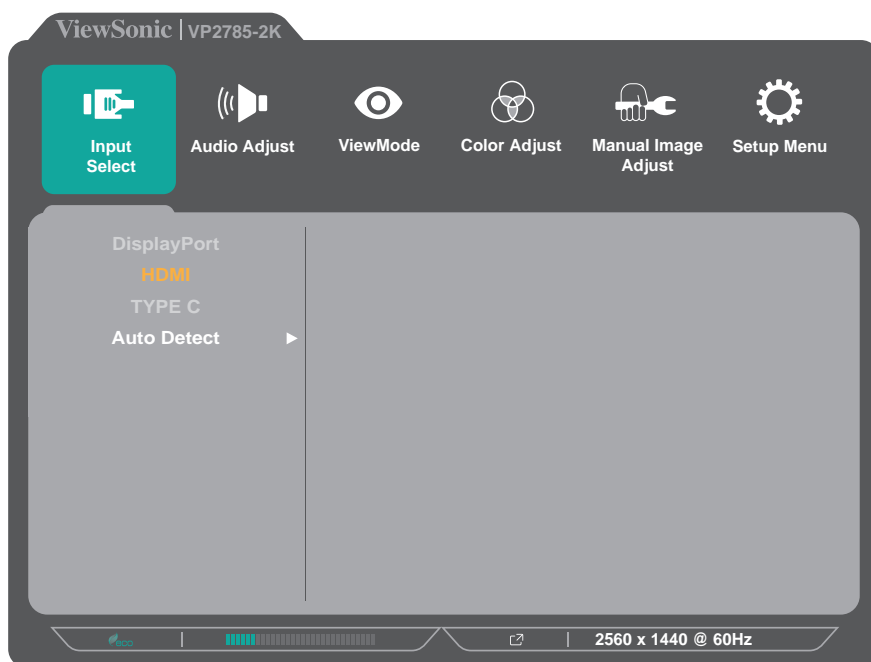 ViewSonic | VP2785-2K
Input Select
Audio Adjust
ViewMode
Color Adjust
Manual Image Adjust
Setup Menu
DisplayPort
HDMI
TYPE C
Auto Detect
eco
2560 x 1440 @ 60Hz